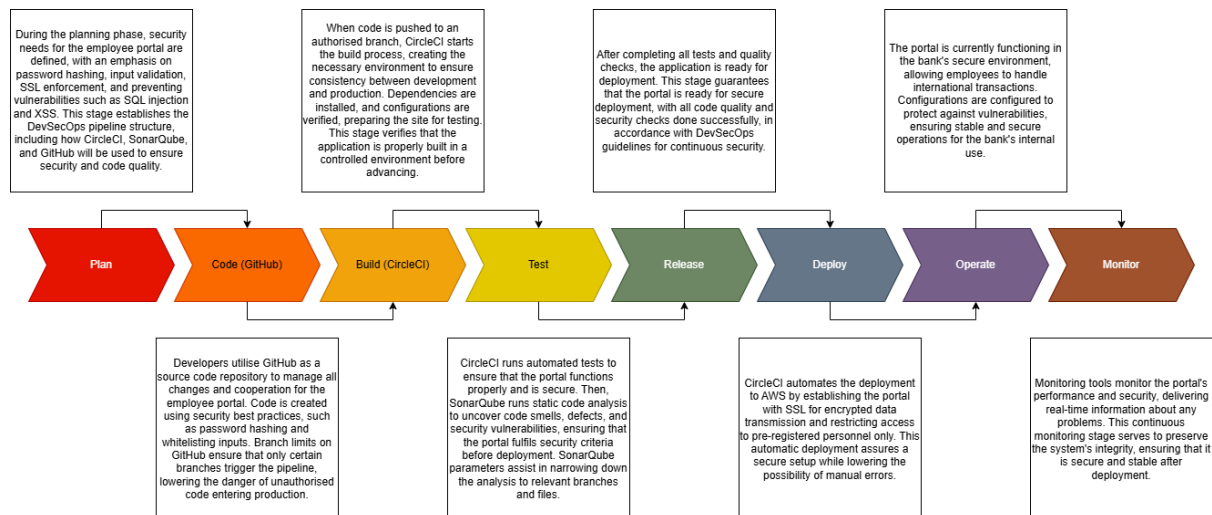 During the planning phase, security
needs for the employee portal are
defined, with an emphasis on
password hashing, input validation,
SSL enforcement, and preventing
vulnerabilities such as SQL injection
and XSS. This stage establishes the
DevSecOps pipeline structure,
including how CircleCI, SonarQube,
and GitHub will be used to ensure
security and code quality.
When code is pushed to an
authorised branch, CircleCI starts
the build process, creating the
necessary environment to ensure
consistency between development
and production. Dependencies are
installed, and configurations are
verified, preparing the site for testing.
This stage verifies that the
application is properly built in a
controlled environment before
advancing.
After completing all tests and quality
checks, the application is ready for
deployment. This stage guarantees
that the portal is ready for secure
deployment, with all code quality and
security checks done successfully, in
accordance with DevSecOps
guidelines for continuous security.
The portal is currently functioning in
the bank's secure environment,
allowing employees to handle
international transactions.
Configurations are configured to
protect against vulnerabilities,
ensuring stable and secure
operations for the bank's internal
use.
Plan
Code (GitHub)
Build (CircleCI)
Test
Release
Deploy
Operate
Monitor
Developers utilise GitHub as a
source code repository to manage all
changes and cooperation for the
employee portal. Code is created
using security best practices, such
as password hashing and
whitelisting inputs. Branch limits on
GitHub ensure that only certain
branches trigger the pipeline,
lowering the danger of unauthorised
code entering production.
CircleCI runs automated tests to
ensure that the portal functions
properly and is secure. Then,
SonarQube runs static code analysis
to uncover code smells, defects, and
security vulnerabilities, ensuring that
the portal fulfils security criteria
before deployment. SonarQube
parameters assist in narrowing down
the analysis to relevant branches
and files.
CircleCI automates the deployment
to AWS by establishing the portal
with SSL for encrypted data
transmission and restricting access
to pre-registered personnel only. This
automatic deployment assures a
secure setup while lowering the
possibility of manual errors.
Monitoring tools monitor the portal's
performance and security, delivering
real-time information about any
problems. This continuous
monitoring stage serves to preserve
the system's integrity, ensuring that it
is secure and stable after
deployment.